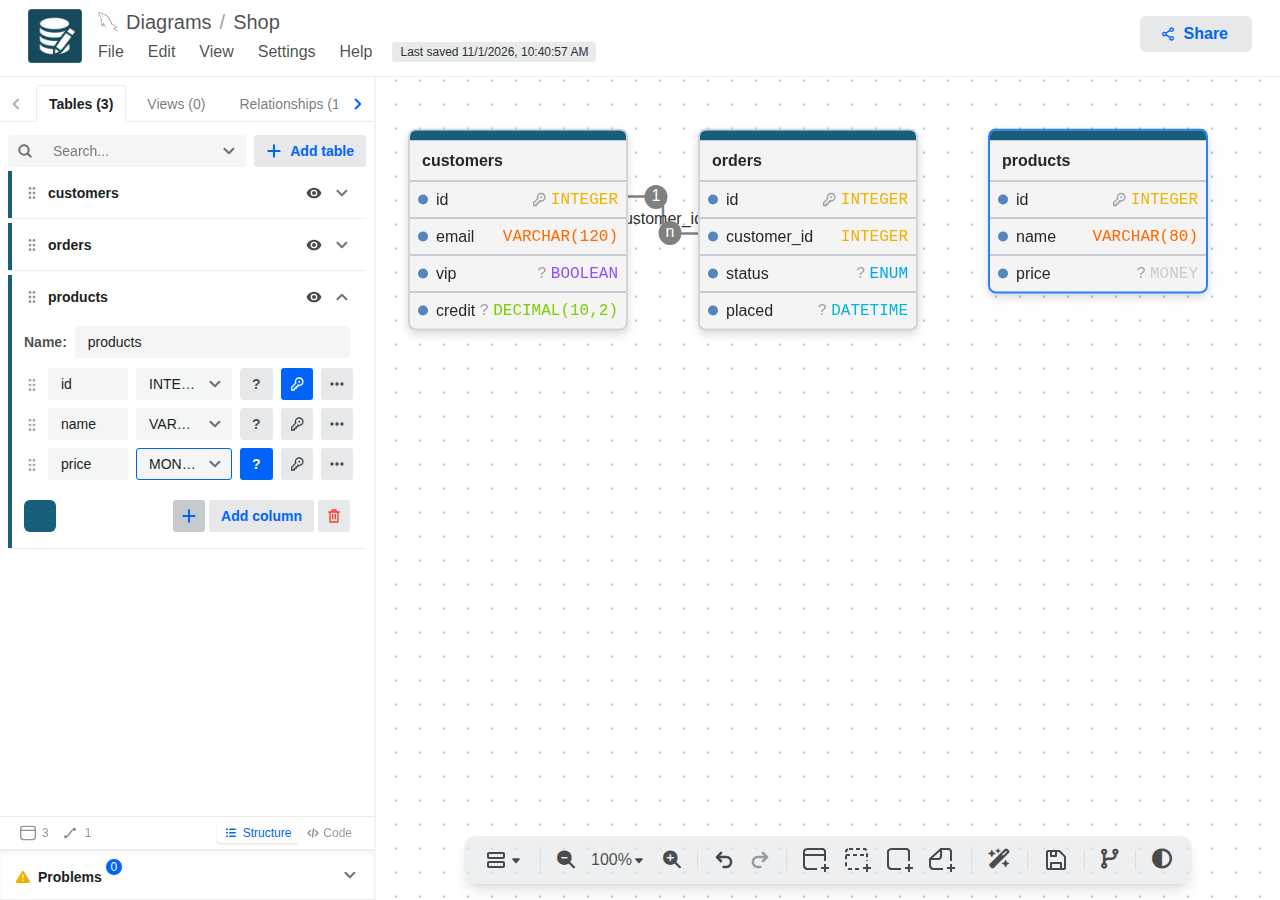 Diagrams / Shop
File Edit View Settings Help Last saved 11/1/2026, 10:40:57 AM
Share
Tables (3) Views (0) Relationships (1
Search... Add table
customers
orders
products
Name: products
id INTE... ?
name VAR... ?
price MON... ?
Add column
3 1 Structure Code
Problems 0
customers
id INTEGER
email VARCHAR(120)
vip ? BOOLEAN
credit ? DECIMAL(10,2)
1
ustomer_id
n
orders
id INTEGER
customer_id INTEGER
status ? ENUM
placed ? DATETIME
products
id INTEGER
name VARCHAR(80)
price ? MONEY
100%